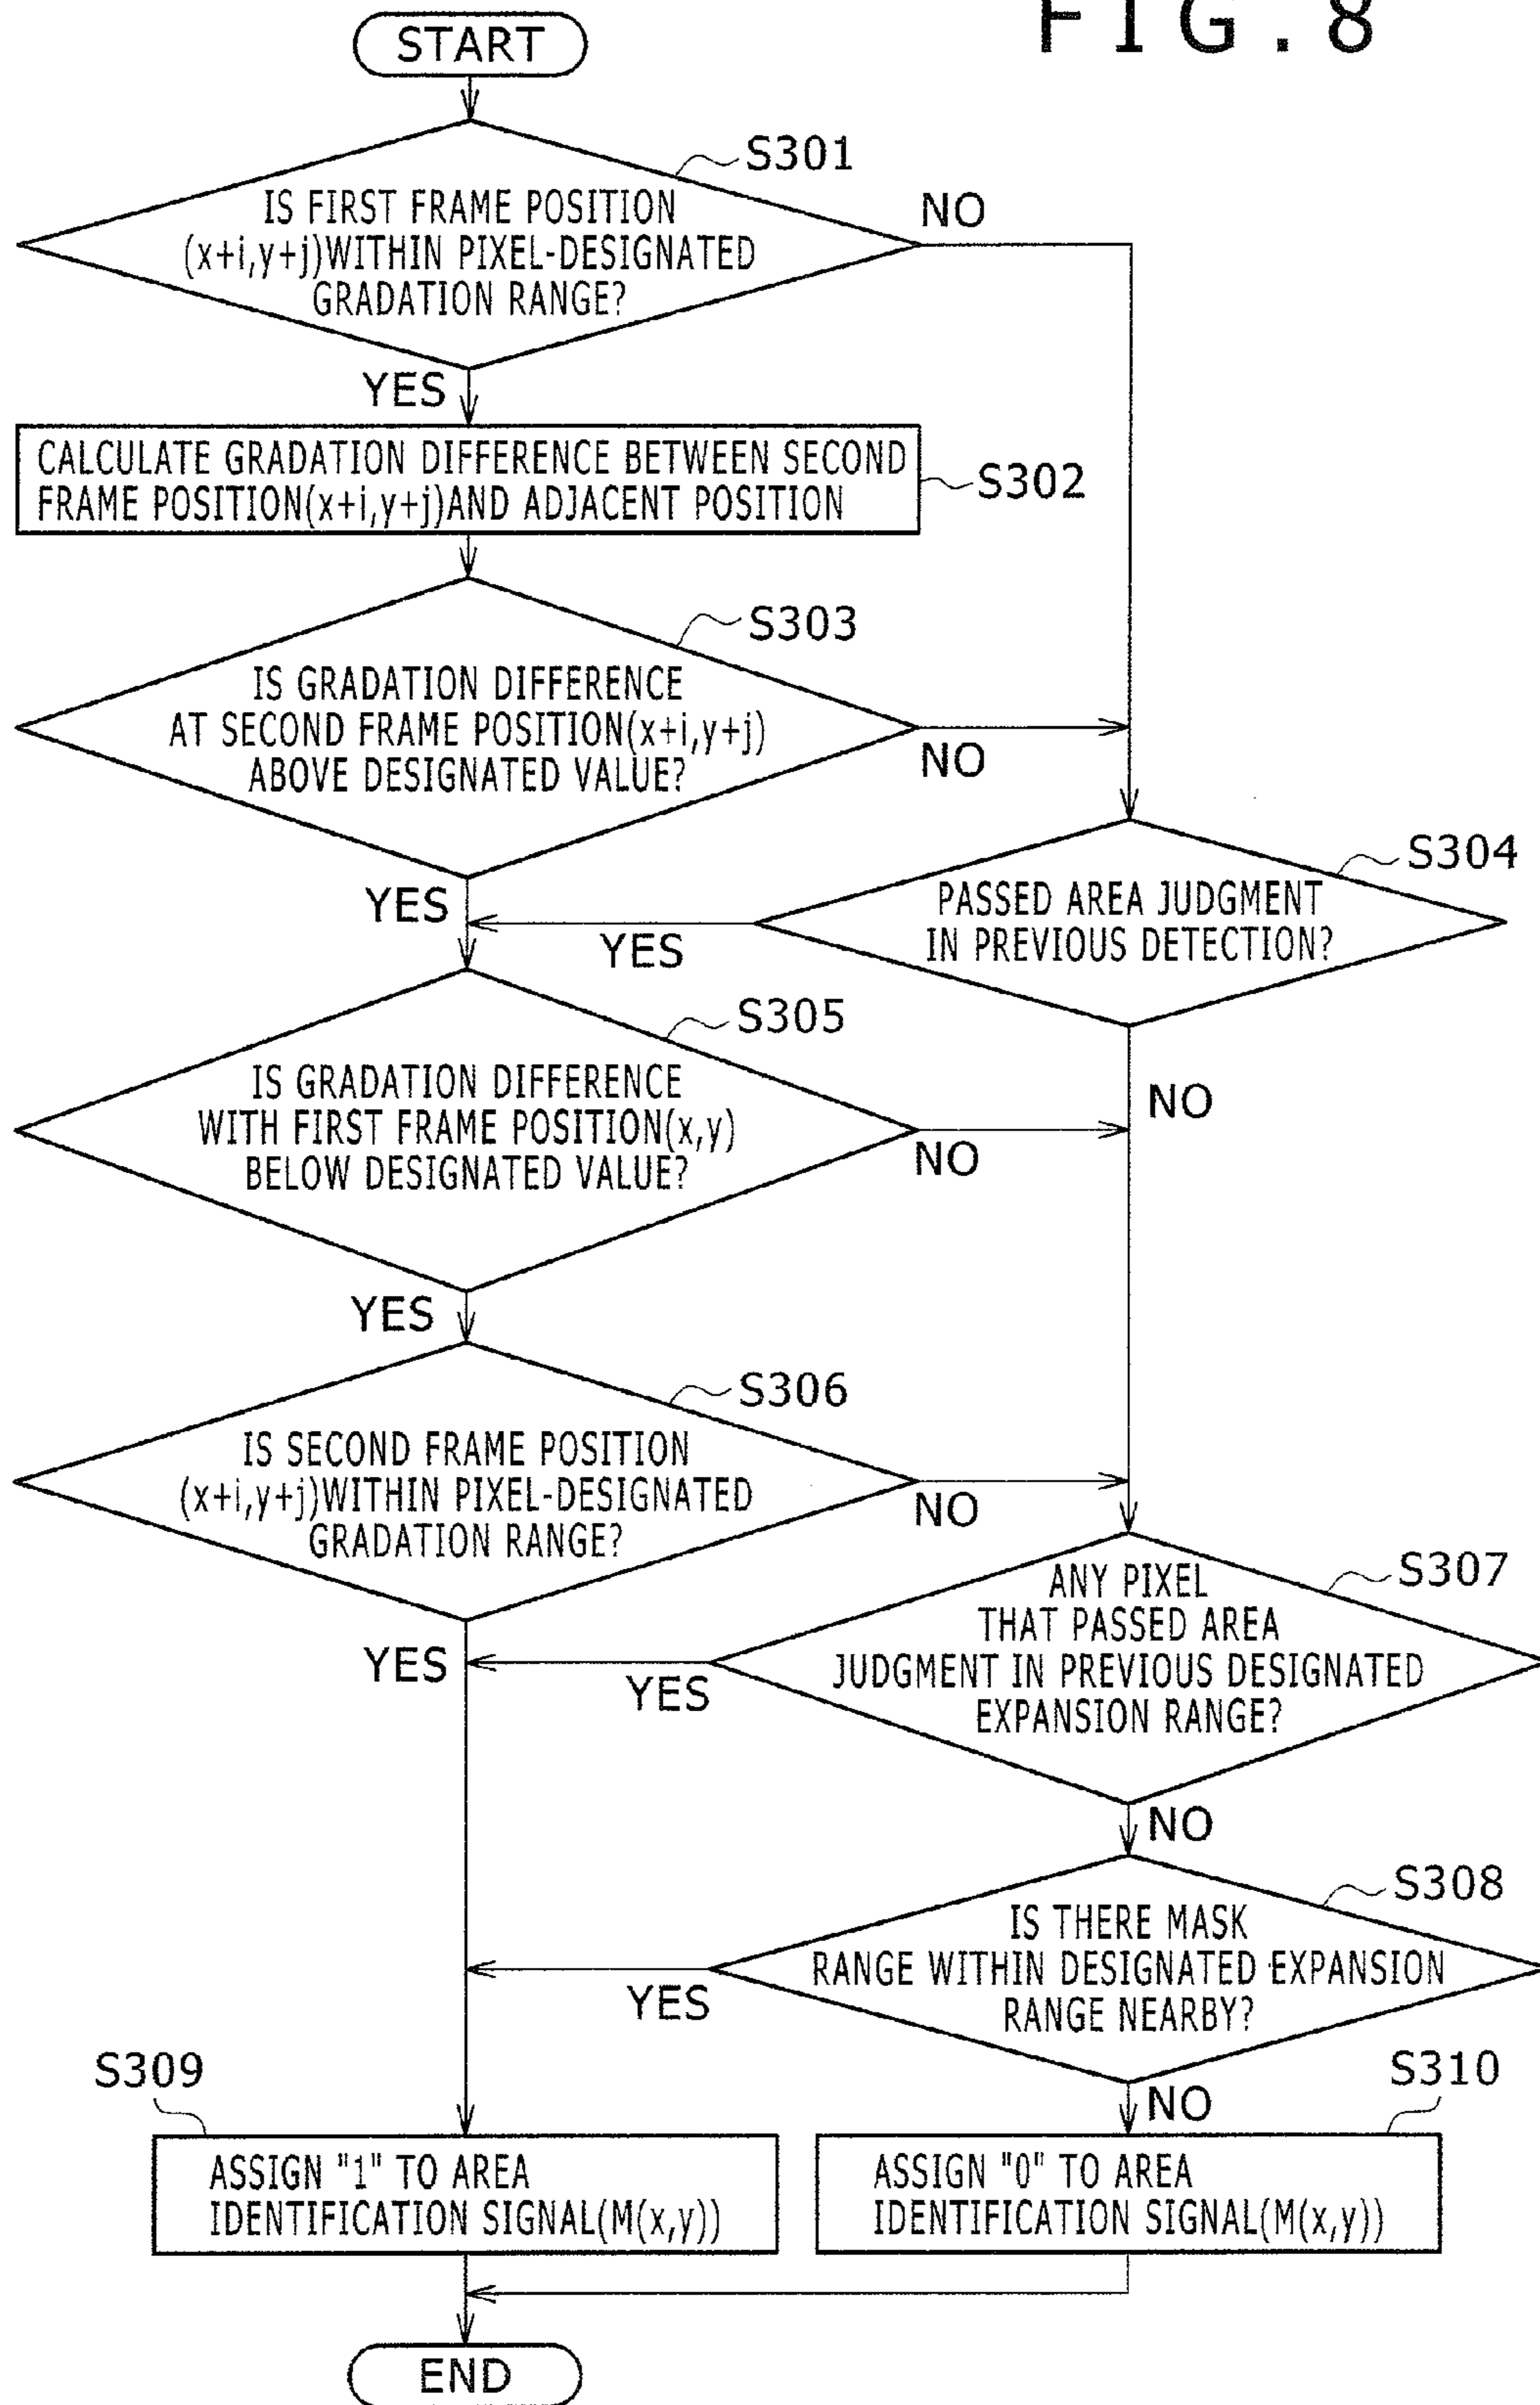 FIG.8
START
S301
IS FIRST FRAME POSITION
(x+i,y+j)WITHIN PIXEL-DESIGNATED
GRADATION RANGE?
NO
YES
CALCULATE GRADATION DIFFERENCE BETWEEN SECOND
FRAME POSITION(x+i,y+j)AND ADJACENT POSITION
S302
S303
IS GRADATION DIFFERENCE
AT SECOND FRAME POSITION(x+i,y+j)
ABOVE DESIGNATED VALUE?
NO
YES
S304
PASSED AREA JUDGMENT
IN PREVIOUS DETECTION?
YES
NO
S305
IS GRADATION DIFFERENCE
WITH FIRST FRAME POSITION(x,y)
BELOW DESIGNATED VALUE?
NO
YES
S306
IS SECOND FRAME POSITION
(x+i,y+j)WITHIN PIXEL-DESIGNATED
GRADATION RANGE?
NO
YES
S307
ANY PIXEL
THAT PASSED AREA
JUDGMENT IN PREVIOUS DESIGNATED
EXPANSION RANGE?
YES
NO
S308
IS THERE MASK
RANGE WITHIN DESIGNATED EXPANSION
RANGE NEARBY?
YES
NO
S309
ASSIGN "1" TO AREA
IDENTIFICATION SIGNAL(M(x,y))
S310
ASSIGN "0" TO AREA
IDENTIFICATION SIGNAL(M(x,y))
END